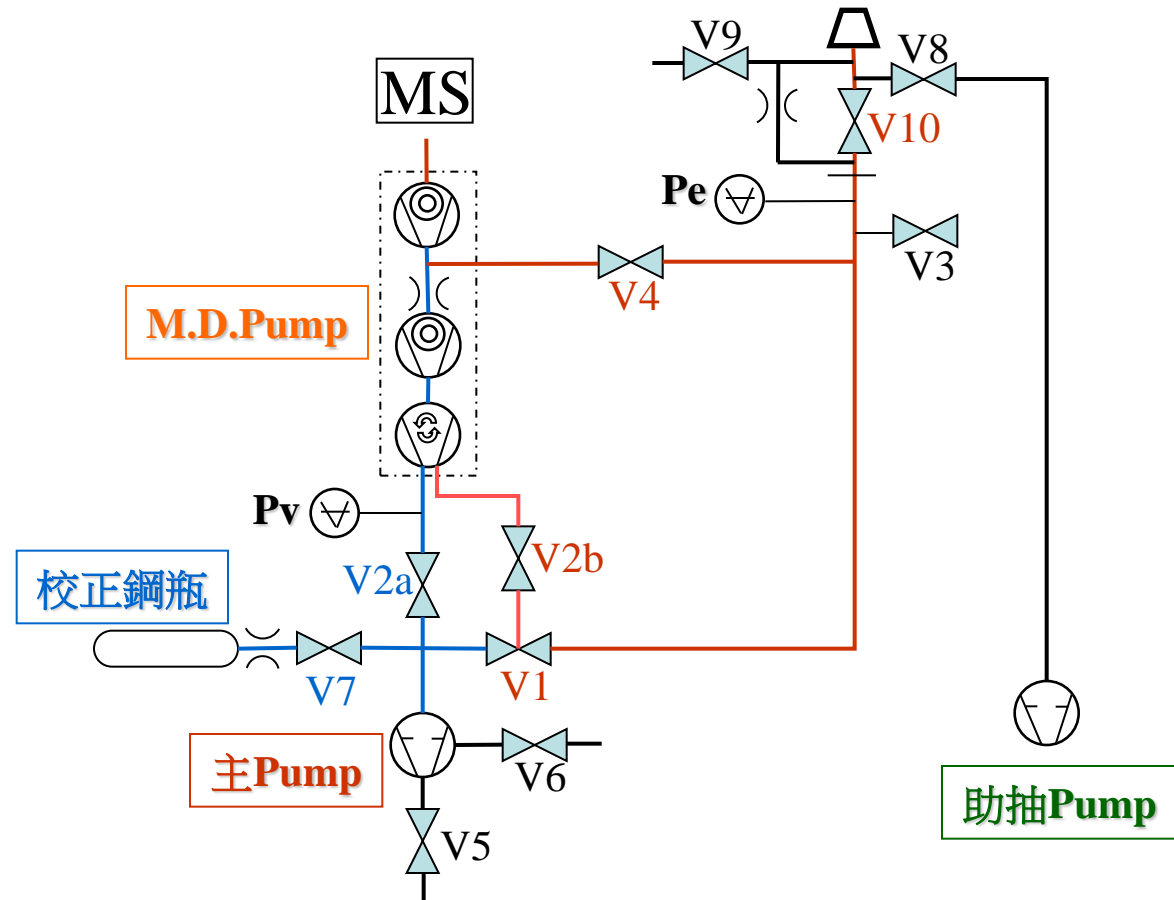 V9
V8
MS
V10
Pe
V3
V4
M.D.Pump
Pv
V2b
V2a
校正鋼瓶
V7
V1
主Pump
V6
助抽Pump
V5